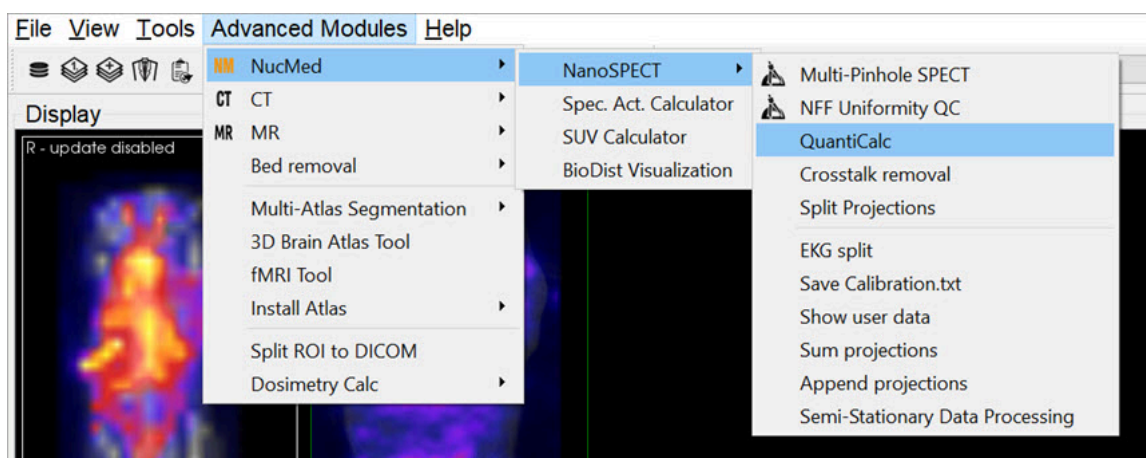 File View Tools Advanced Modules Help
Display
R - update disabled
NM NucMed
CT CT
MR MR
Bed removal
Multi-Atlas Segmentation
3D Brain Atlas Tool
fMRI Tool
Install Atlas
Split ROI to DICOM
Dosimetry Calc
NanoSPECT
Spec. Act. Calculator
SUV Calculator
BioDist Visualization
Multi-Pinhole SPECT
NFF Uniformity QC
QuantiCalc
Crosstalk removal
Split Projections
EKG split
Save Calibration.txt
Show user data
Sum projections
Append projections
Semi-Stationary Data Processing